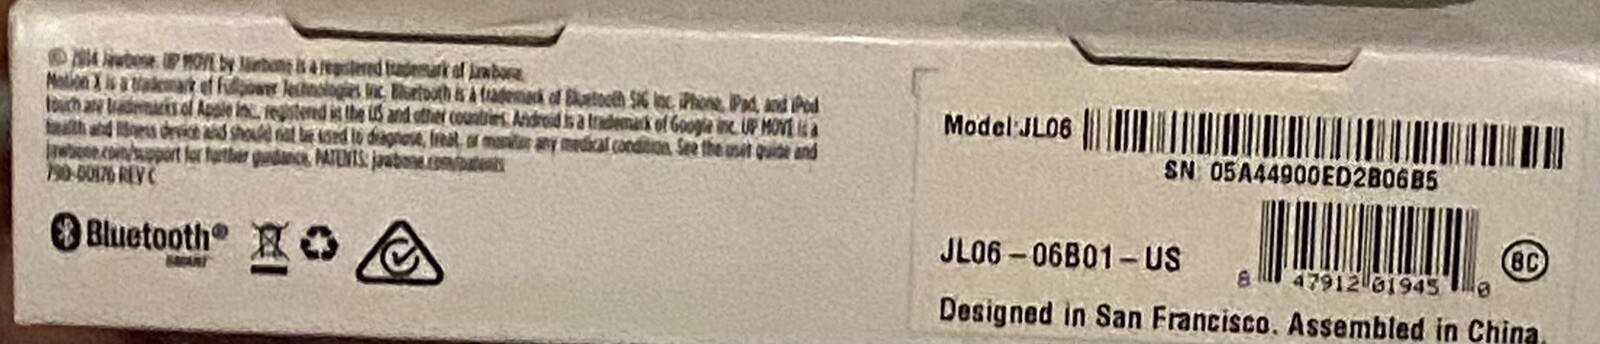 © 2014 Jawbone. UP MOVE by Jawbone is a registered trademark of Jawbone.
Motion X is a trademark of Fullpower Technologies Inc. Bluetooth is a trademark of Bluetooth SIG Inc. iPhone, iPad, and iPod
touch are trademarks of Apple Inc., registered in the US and other countries. Android is a trademark of Google Inc. UP MOVE is a
health and fitness device and should not be used to diagnose, treat, or monitor any medical condition. See the user guide and
jawbone.com/support for further guidance. PATENTS: jawbone.com/patents
790-00176 REV C
Bluetooth®
SMART
Model JL06
SN: 05A44900ED2B06B5
JL06 – 06B01 – US
8 47912 01945 0
BC
Designed in San Francisco. Assembled in China.